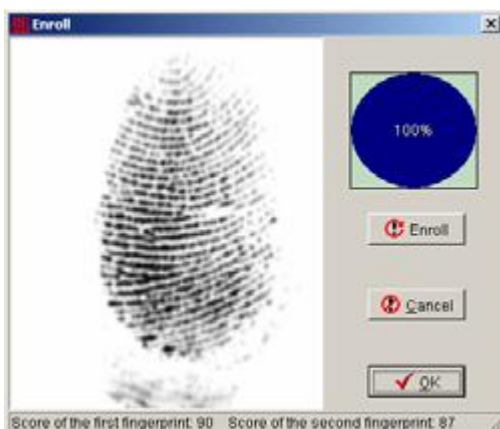 Enroll
100%
Enroll
Cancel
OK
Score of the first fingerprint: 90 Score of the second fingerprint: 87